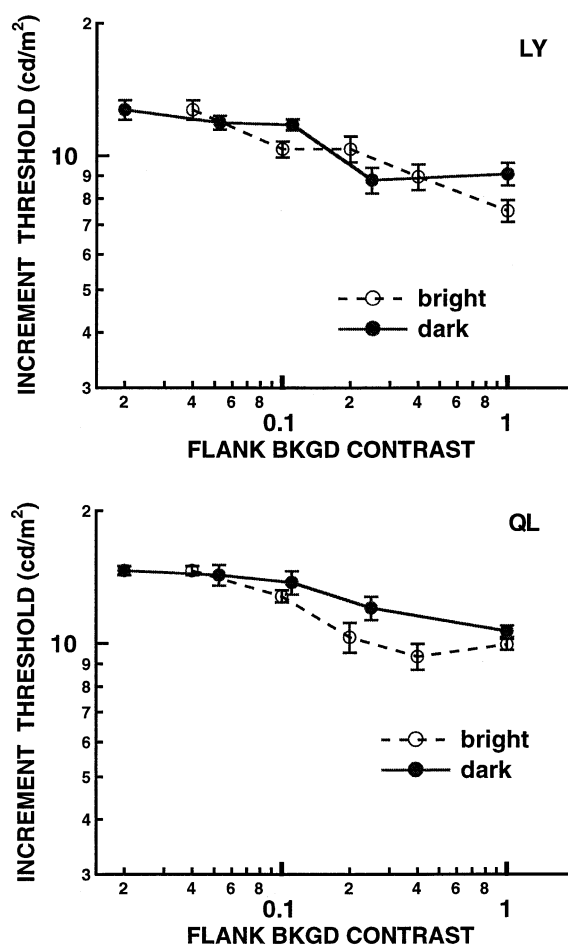 2
LY
INCREMENT THRESHOLD (cd/m2)
10
9
8
7
6
5
4
3
bright
dark
2 4 6 8 2 4 6 8
0.1 1
FLANK BKGD CONTRAST
2
QL
INCREMENT THRESHOLD (cd/m2)
10
9
8
7
6
5
4
3
bright
dark
2 4 6 8 2 4 6 8
0.1 1
FLANK BKGD CONTRAST